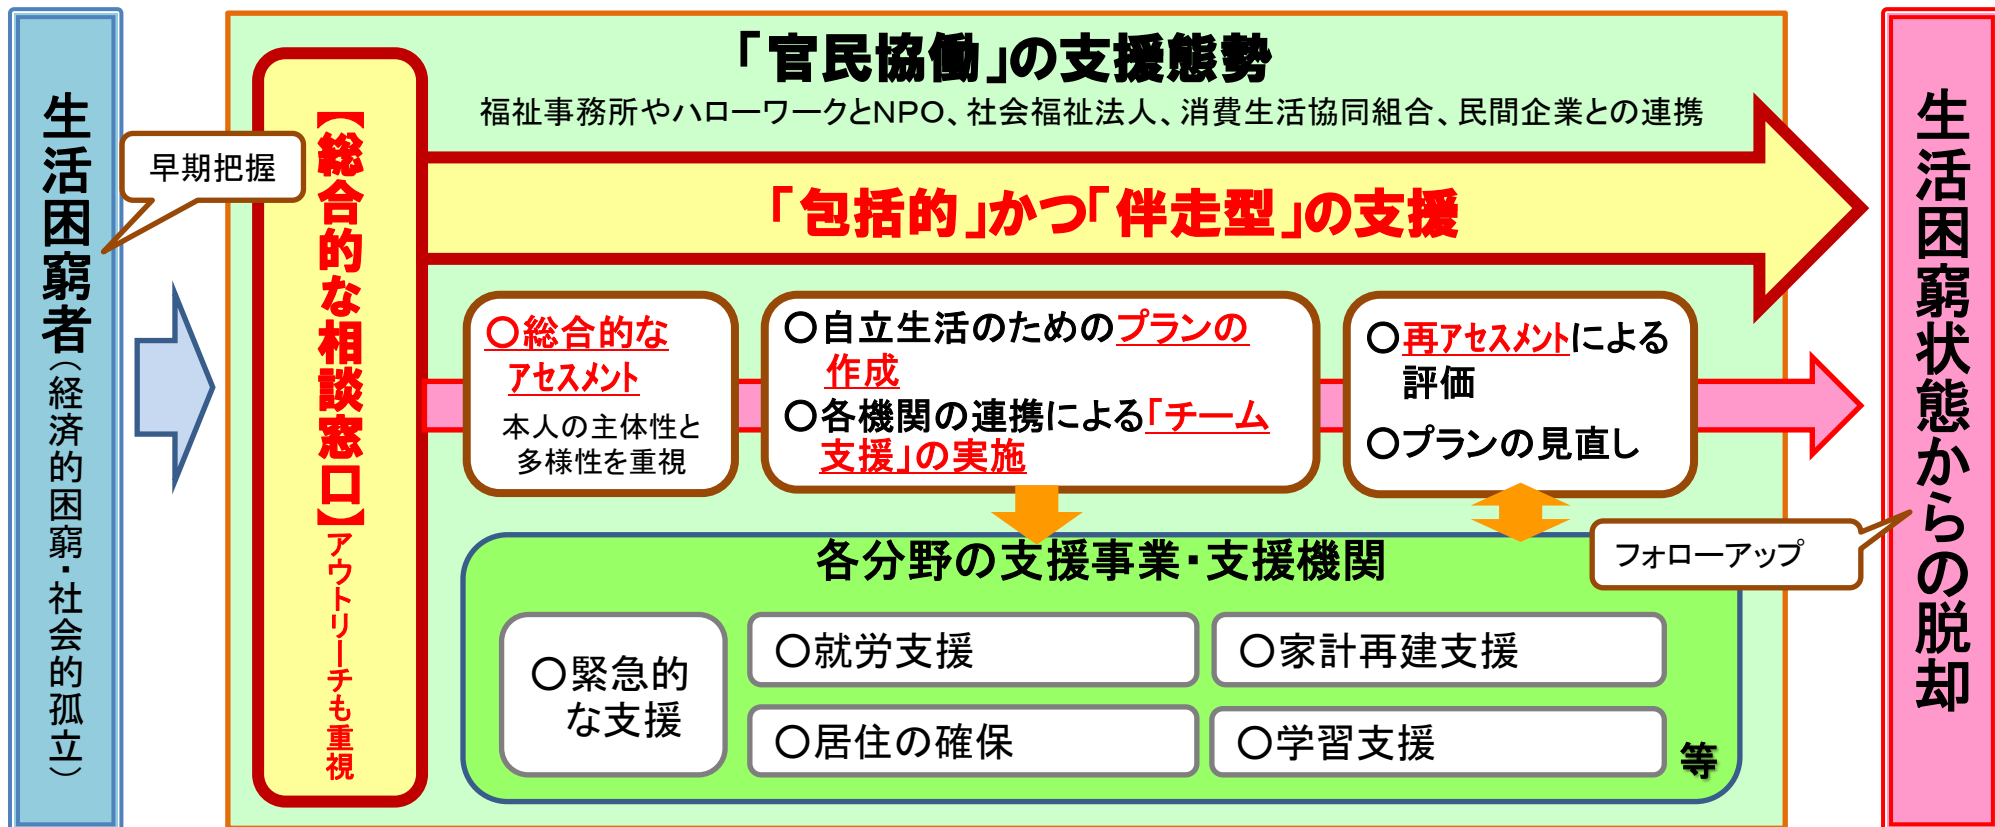 生活困窮者（経済的困窮・社会的孤立）
早期把握
【総合的な相談窓口】アウトリーチも重視
「官民協働」の支援態勢
福祉事務所やハローワークとNPO、社会福祉法人、消費生活協同組合、民間企業との連携
「包括的」かつ「伴走型」の支援
〇総合的な
アセスメント
本人の主体性と
多様性を重視
〇自立生活のためのプランの
作成
〇各機関の連携による「チーム
支援」の実施
〇再アセスメントによる
評価
〇プランの見直し
各分野の支援事業・支援機関
〇緊急的
な支援
〇就労支援
〇家計再建支援
〇居住の確保
〇学習支援
等
フォローアップ
生活困窮状態からの脱却